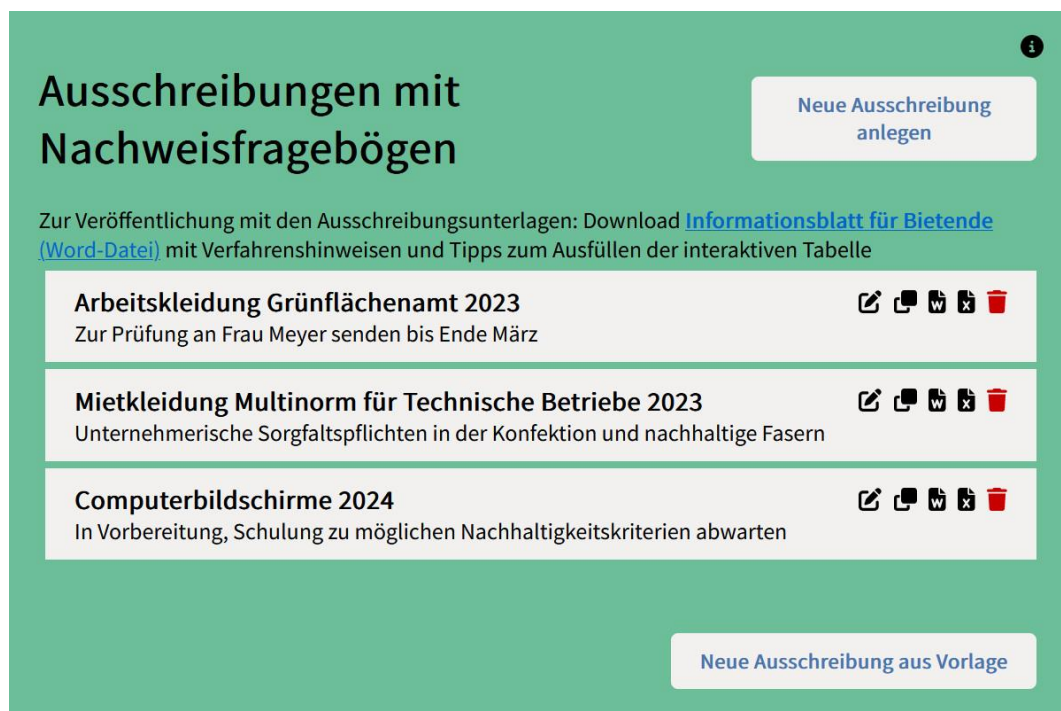 Ausschreibungen mit
Nachweisfragebögen
Neue Ausschreibung
anlegen
Zur Veröffentlichung mit den Ausschreibungsunterlagen: Download Informationsblatt für Bietende
(Word-Datei) mit Verfahrenshinweisen und Tipps zum Ausfüllen der interaktiven Tabelle
Arbeitskleidung Grünflächenamt 2023
Zur Prüfung an Frau Meyer senden bis Ende März
Mietkleidung Multinorm für Technische Betriebe 2023
Unternehmerische Sorgfaltspflichten in der Konfektion und nachhaltige Fasern
Computerbildschirme 2024
In Vorbereitung, Schulung zu möglichen Nachhaltigkeitskriterien abwarten
Neue Ausschreibung aus Vorlage